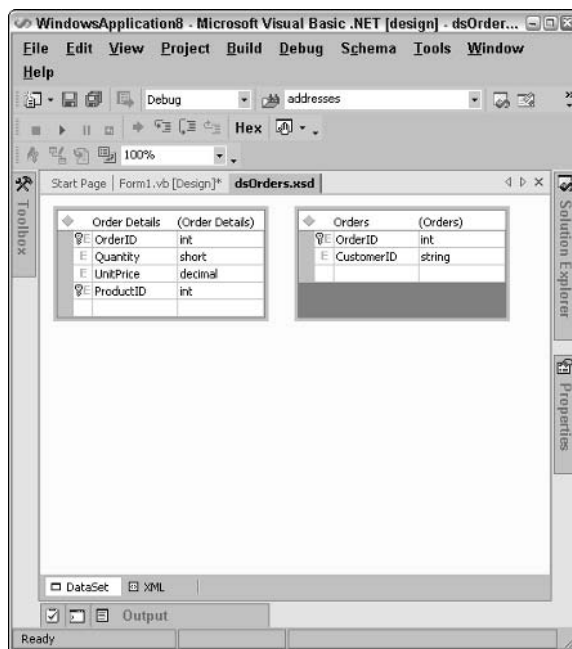 WindowsApplication8 - Microsoft Visual Basic .NET [design] - dsOrder...
File Edit View Project Build Debug Schema Tools Window
Help
Debug addresses
Hex
100%
Start Page Form1.vb [Design]* dsOrders.xsd
Toolbox
Order Details (Order Details)
E OrderID int
E Quantity short
E UnitPrice decimal
E ProductID int
Orders (Orders)
E OrderID int
E CustomerID string
Solution Explorer
Properties
DataSet XML
Output
Ready